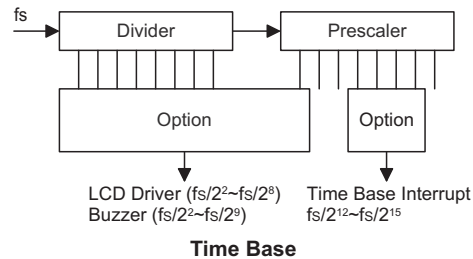 fs
Divider
Prescaler
Option
Option
LCD Driver (fs/2²~fs/2⁸)
Buzzer (fs/2²~fs/2⁹)
Time Base Interrupt
fs/2¹²~fs/2¹⁵
Time Base